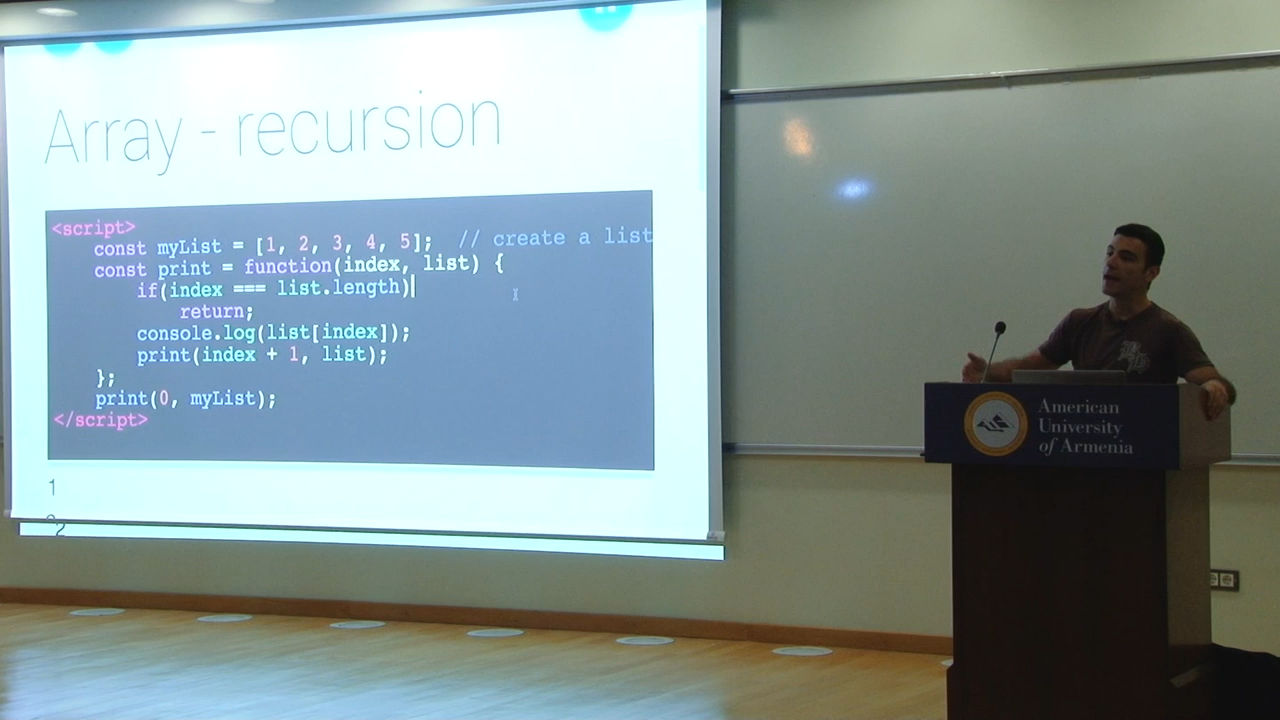 Array - recursion
<script>
const myList = [1, 2, 3, 4, 5]; // create a list
const print = function(index, list) {
if(index === list.length)
return;
console.log(list[index]);
print(index + 1, list);
};
print(0, myList);
</script>
1
2
American
University
of Armenia